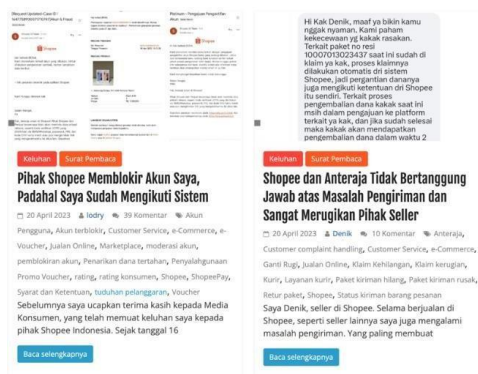 Hi Kak Denik, maaf ya bikin kamu
nggak nyaman. Kami paham
kekecewaan yg kakak rasakan.
Terkait paket no resi
10007013023437 saat ini sudah di
klaim ya kak, proses klaimnya
dilakukan otomatis dri sistem
Shopee, jadi pergantian dananya
juga mengikuti ketentuan dri Shopee
itu sendiri. Terkait proses
pengembalian dana kakak saat ini
msih dalam pengajuan ke platform
terkait ya kak, dan jika sudah selesai
maka kakak akan mendapatkan
pengembalian dana dalam waktu 2
Shopee
Keluhan
Surat Pembaca
Pihak Shopee Memblokir Akun Saya,
Padahal Saya Sudah Mengikuti Sistem
20 April 2023 lodry 39 Komentar Akun
Pengguna, Akun terblokir, Customer Service, e-Commerce, e-
Voucher, Jualan Online, Marketplace, moderasi akun,
pemblokiran akun, Penarikan dana tertahan, Penyalahgunaan
Promo Voucher, rating, rating konsumen, Shopee, ShopeePay,
Syarat dan Ketentuan, tuduhan pelanggaran, Voucher
Sebelumnya saya ucapkan terima kasih kepada Media
Konsumen, yang telah memuat keluhan saya kepada
pihak Shopee Indonesia. Sejak tanggal 16
Baca selengkapnya
Keluhan
Surat Pembaca
Shopee dan Anteraja Tidak Bertanggung
Jawab atas Masalah Pengiriman dan
Sangat Merugikan Pihak Seller
20 April 2023 Denik 10 Komentar Anteraja,
Customer complaint handling, Customer Service, e-Commerce,
Ganti Rugi, Jualan Online, Klaim Kehilangan, Klaim kerugian,
Kurir, Layanan kurir, Paket kiriman hilang, Paket kiriman rusak,
Retur paket, Shopee, Status kiriman barang pesanan
Saya Denik, seller di Shopee. Selama berjualan di
Shopee, seperti seller lainnya saya juga mengalami
masalah pengiriman. Yang paling membuat
Baca selengkapnya